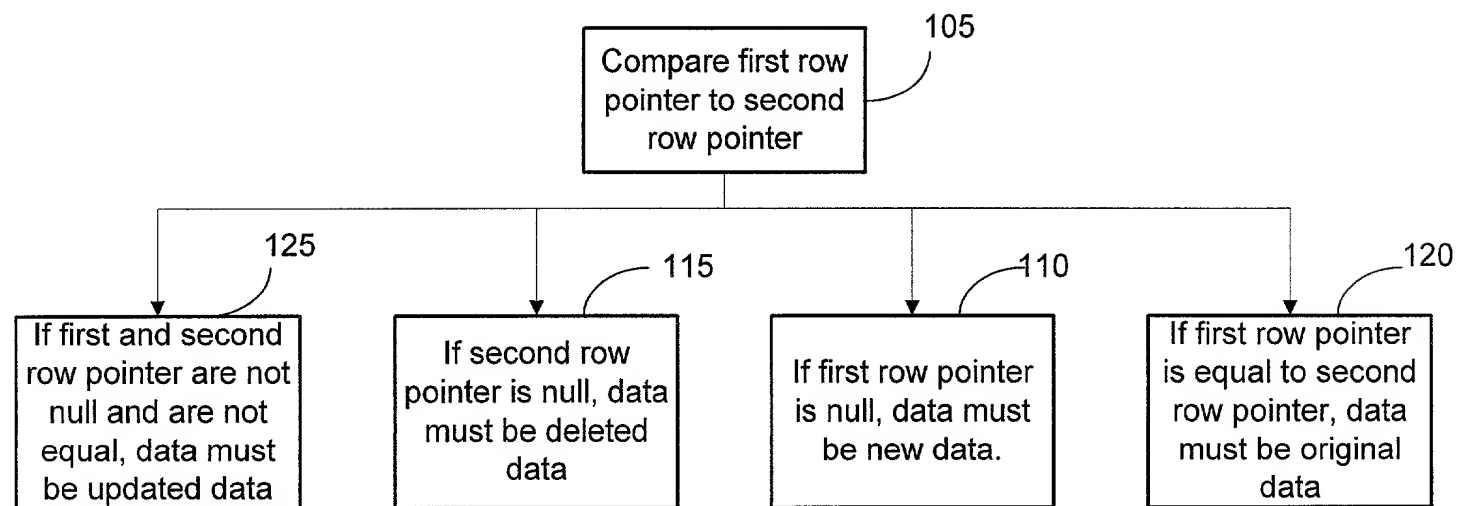 105
Compare first row
pointer to second
row pointer
125
If first and second
row pointer are not
null and are not
equal, data must
be updated data
115
If second row
pointer is null, data
must be deleted
data
110
If first row pointer
is null, data must
be new data.
120
If first row pointer
is equal to second
row pointer, data
must be original
data